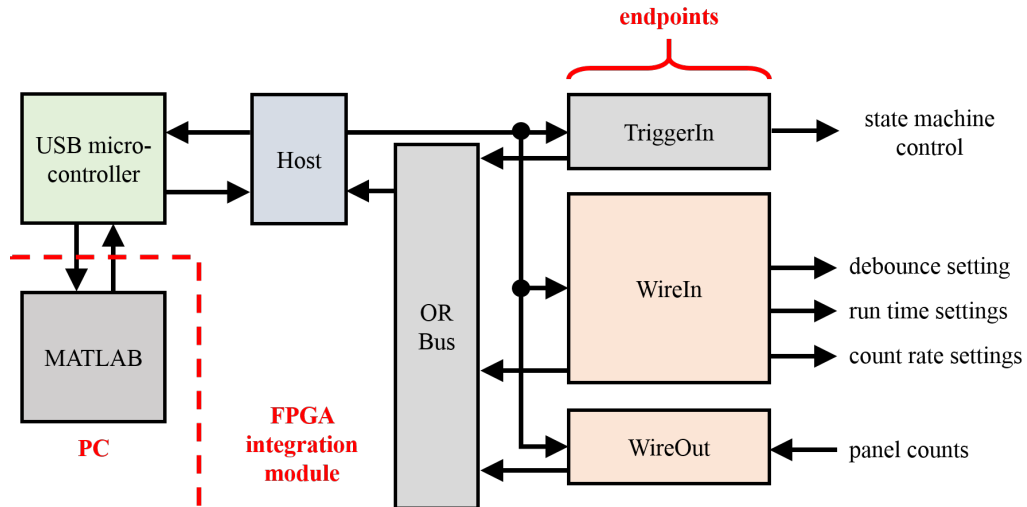 endpoints
USB micro-
controller
Host
TriggerIn
state machine
control
OR
Bus
WireIn
debounce setting
run time settings
count rate settings
MATLAB
PC
FPGA
integration
module
WireOut
panel counts